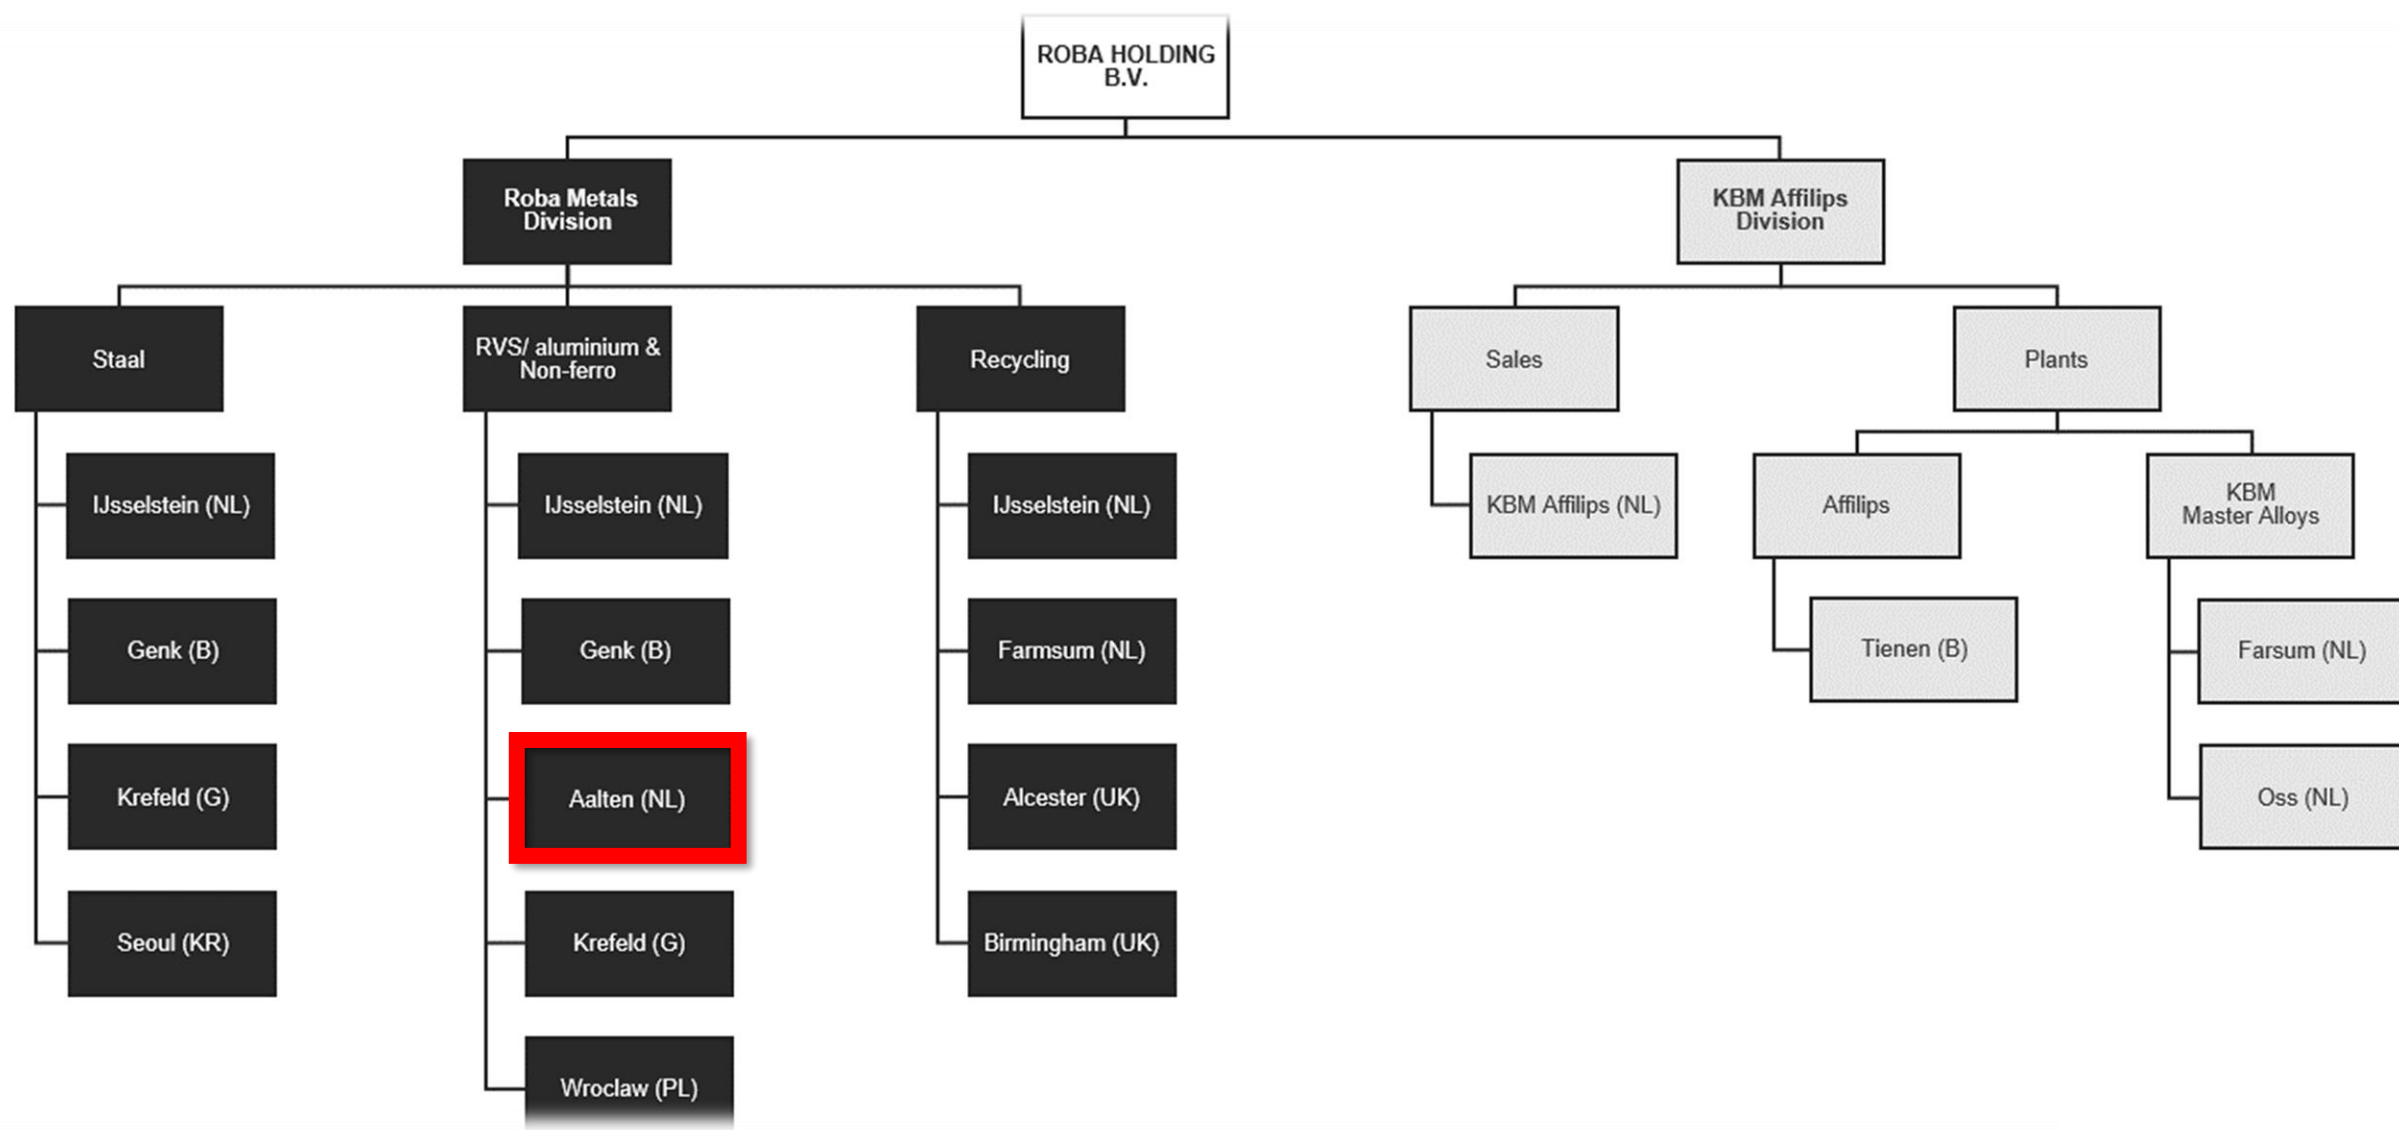 ROBA HOLDING
B.V.
Roba Metals
Division
KBM Affilips
Division
Staal
RVS/ aluminium &
Non-ferro
Recycling
Sales
Plants
IJsselstein (NL)
IJsselstein (NL)
IJsselstein (NL)
KBM Affilips (NL)
Affilips
KBM
Master Alloys
Genk (B)
Genk (B)
Farmsum (NL)
Tienen (B)
Farsum (NL)
Krefeld (G)
Aalten (NL)
Alcester (UK)
Oss (NL)
Seoul (KR)
Krefeld (G)
Birmingham (UK)
Wroclaw (PL)